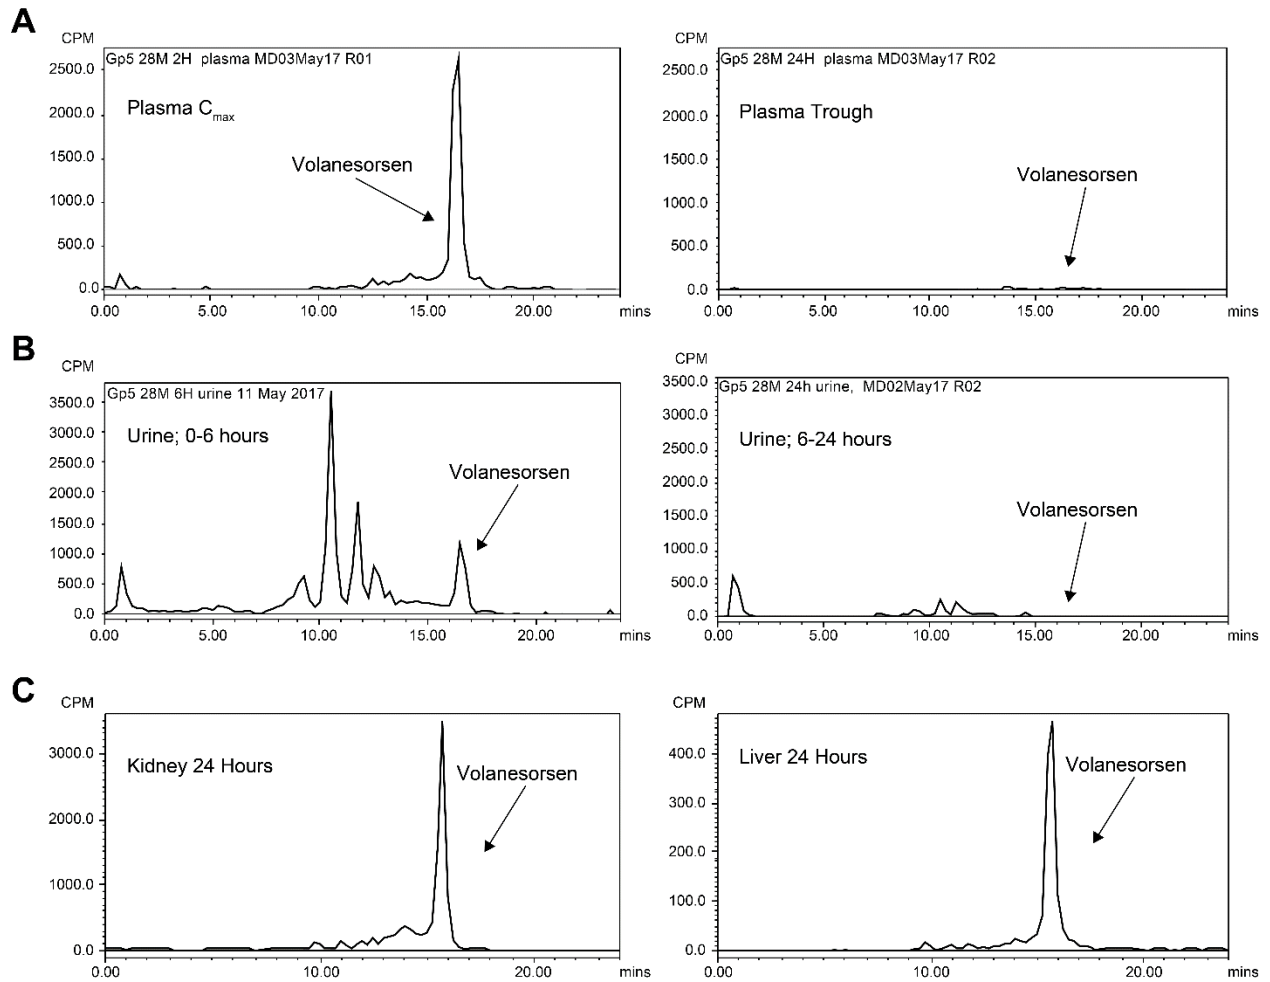 A
CPM
Gp5 28M 2H plasma MD03May17 R01
2500.0
Plasma Cmax
2000.0
Volanesorsen
1500.0
1000.0
500.0
0.0
0.00 5.00 10.00 15.00 20.00 mins
CPM
Gp5 28M 24H plasma MD03May17 R02
2500.0
Plasma Trough
2000.0
1500.0
Volanesorsen
1000.0
500.0
0.0
0.00 5.00 10.00 15.00 20.00 mins
B
CPM
Gp5 28M 6H urine 11 May 2017
3500.0
Urine; 0-6 hours
3000.0
2500.0
Volanesorsen
2000.0
1500.0
1000.0
500.0
0.0
0.00 5.00 10.00 15.00 20.00 mins
CPM
3500.0
Gp5 28M 24h urine, MD02May17 R02
3000.0
Urine; 6-24 hours
2500.0
2000.0
1500.0
Volanesorsen
1000.0
500.0
0.0
0.00 5.00 10.00 15.00 20.00 mins
C
CPM
3000.0
Kidney 24 Hours
Volanesorsen
2000.0
1000.0
0.0
0.00 10.00 20.00 mins
CPM
400.0
Liver 24 Hours
Volanesorsen
300.0
200.0
100.0
0.0
0.00 10.00 20.00 mins